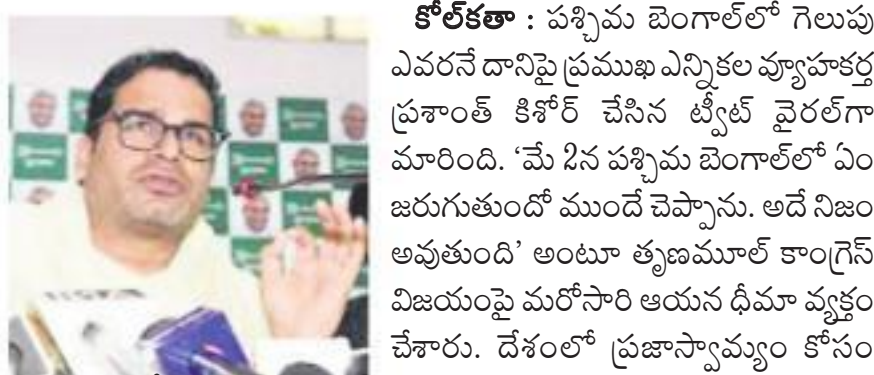 కోల్‌కతా : పశ్చిమ బెంగాల్‌లో గెలుపు
ఎవరనే దానిపై ప్రముఖ ఎన్నికల వ్యూహకర్త
ప్రశాంత్ కిశోర్ చేసిన ట్వీట్ వైరల్‌గా
మారింది. ‘మే 2న పశ్చిమ బెంగాల్‌లో ఏం
జరుగుతుందో ముందే చెప్పాను. అదే నిజం
అవుతుంది’ అంటూ తృణమూల్ కాంగ్రెస్
విజయంపై మరోసారి ఆయన ధీమా వ్యక్తం
చేశారు. దేశంలో ప్రజాస్వామ్యం కోసం